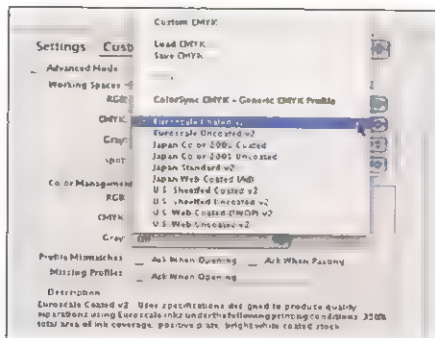 Custom CMYK
Load CMYK
Save CMYK
Settings Cust
Advanced Mode
Working Spaces
RGB
ColorSync CMYK - Generic CMYK Profile
CMYK
Euroscale Coated v2
Euroscale Uncoated v2
Gray
Japan Color 2001 Coated
Japan Color 2001 Uncoated
Spot
Japan Standard v2
Japan Web Coated (Ad)
Color Management
U.S. Sheetfed Coated v2
RGB
U.S. Sheetfed Uncoated v2
U.S. Web Coated (SWOP) v2
CMYK
U.S. Web Uncoated v2
Gray Off
Profile Mismatches Ask When Opening Ask When Pasting
Missing Profiles Ask When Opening
Description
Euroscale Coated v2 Uses specifications designed to produce quality
separations using Euroscale inks under the following printing conditions 350%
total area of ink coverage, positive plate, bright white coated stock